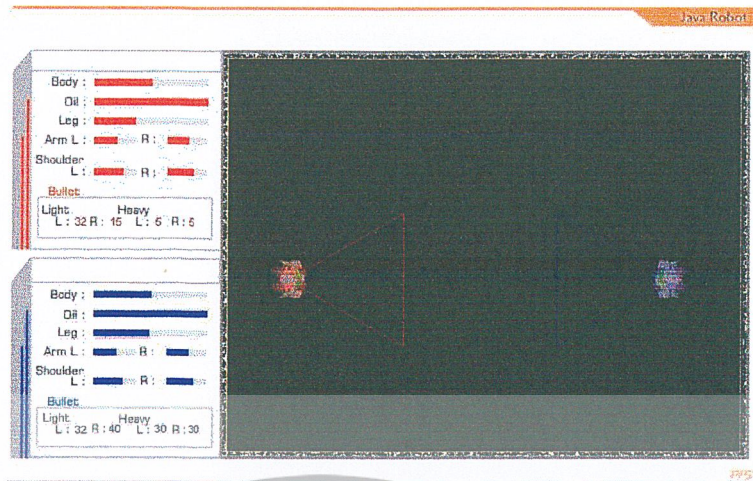 Java Robot
Body :
Oil :
Leg :
Arm L : R :
Shoulder
L : R :
Bullet
Light Heavy
L : 32 R : 15 L : 5 R : 5
Body :
Oil :
Leg :
Arm L : R :
Shoulder
L : R :
Bullet
Light Heavy
L : 32 R : 40 L : 30 R : 30